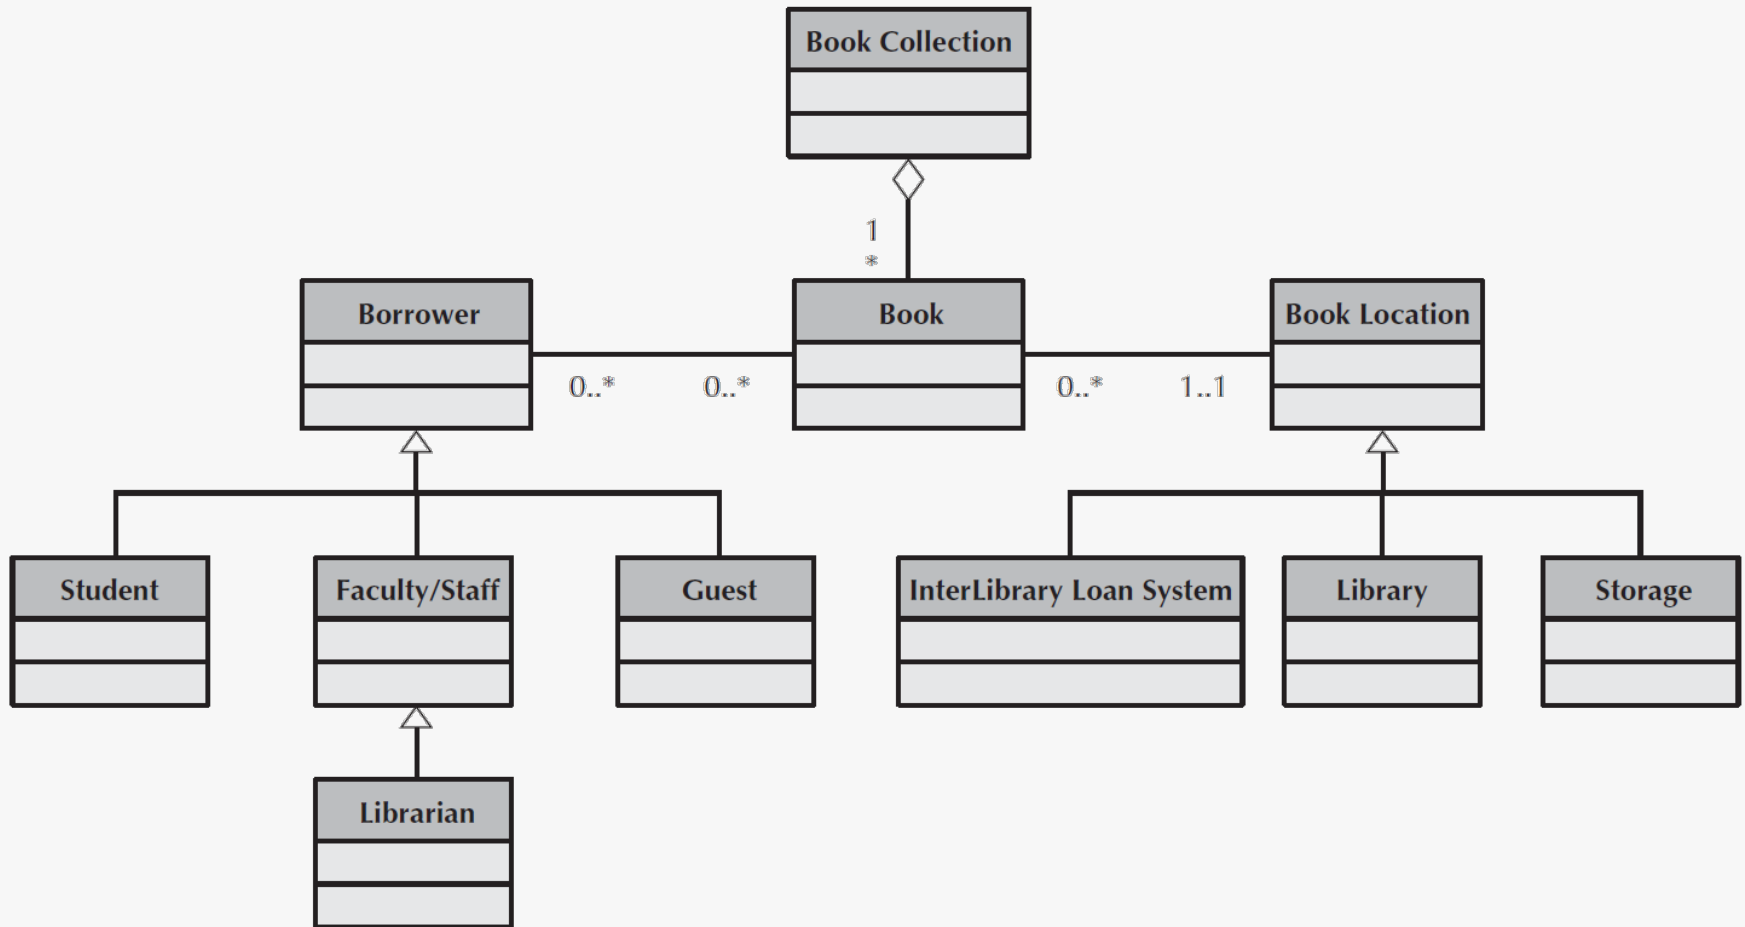 Book Collection
1
*
Borrower
Book
Book Location
0..*
0..*
0..*
1..1
Student
Faculty/Staff
Guest
InterLibrary Loan System
Library
Storage
Librarian